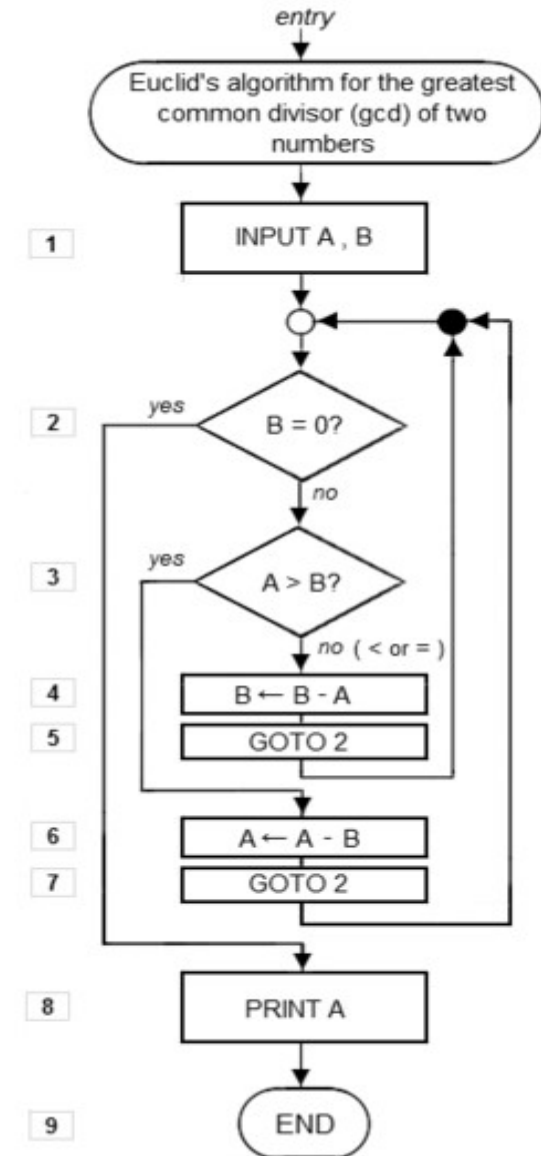 entry
Euclid's algorithm for the greatest
common divisor (gcd) of two
numbers
1
INPUT A , B
2
yes
B = 0?
no
3
yes
A > B?
no ( < or = )
4
B ← B - A
5
GOTO 2
6
A ← A - B
7
GOTO 2
8
PRINT A
9
END